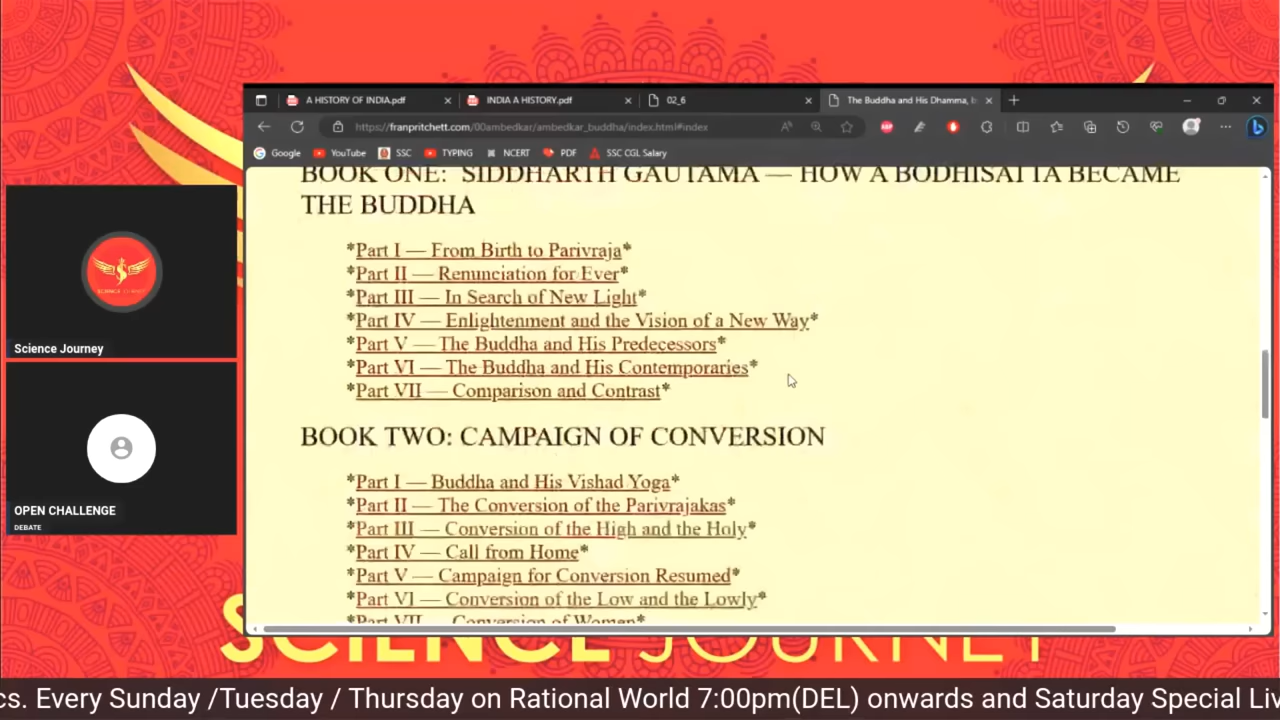 A HISTORY OF INDIA.pdf
INDIA A HISTORY.pdf
02_6
The Buddha and His Dhamma, b
https://franpritchett.com/00ambedkar/ambedkar_buddha/index.html#index
Google
YouTube
SSC
TYPING
NCERT
PDF
SSC CGL Salary
BOOK ONE: SIDDHARTH GAUTAMA — HOW A BODHISATTA BECAME
THE BUDDHA
*Part I — From Birth to Parivraja*
*Part II — Renunciation for Ever*
*Part III — In Search of New Light*
*Part IV — Enlightenment and the Vision of a New Way*
*Part V — The Buddha and His Predecessors*
*Part VI — The Buddha and His Contemporaries*
*Part VII — Comparison and Contrast*
BOOK TWO: CAMPAIGN OF CONVERSION
*Part I — Buddha and His Vishad Yoga*
*Part II — The Conversion of the Parivrajakas*
*Part III — Conversion of the High and the Holy*
*Part IV — Call from Home*
*Part V — Campaign for Conversion Resumed*
*Part VI — Conversion of the Low and the Lowly*
*Part VII — Conversion of Women*
SCIENCE JOURNEY
Science Journey
OPEN CHALLENGE
DEBATE
SCIENCE JOURNEY
cs. Every Sunday /Tuesday / Thursday on Rational World 7:00pm(DEL) onwards and Saturday Special Liv